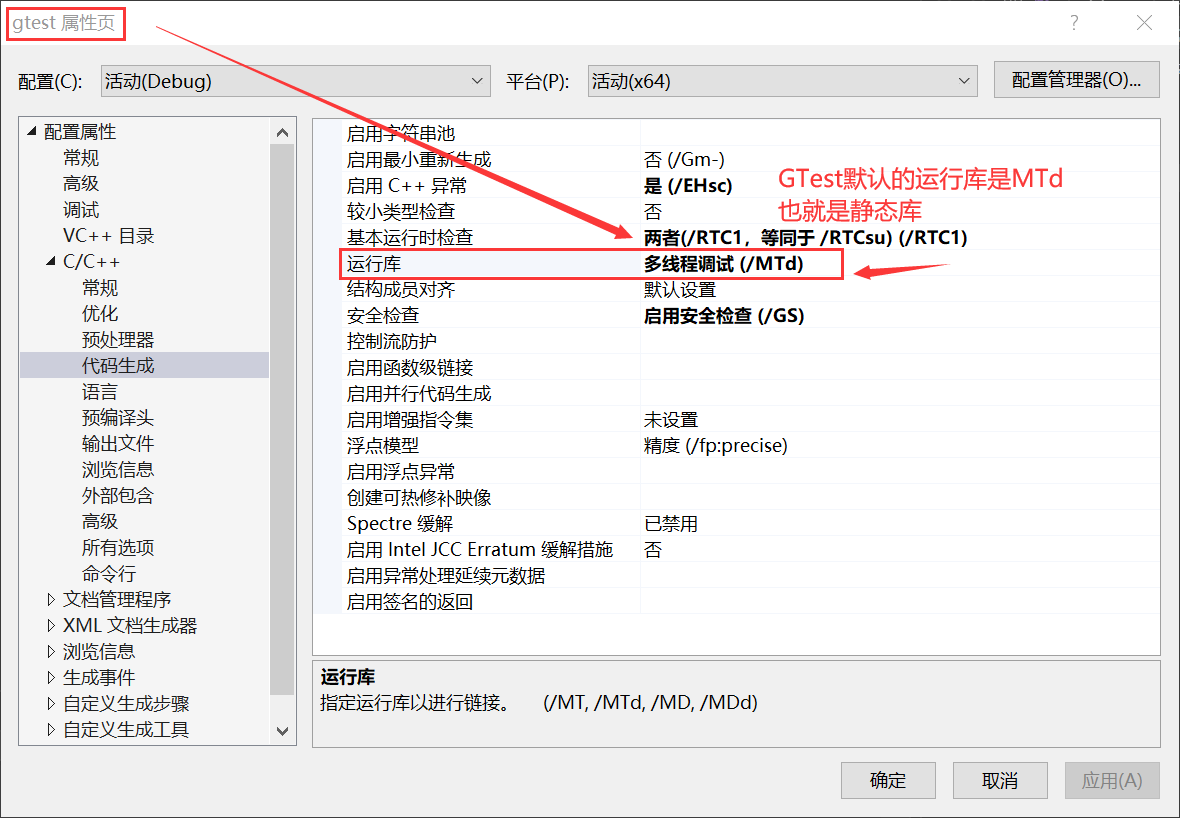 gtest 属性页
?
配置(C):
活动(Debug)
平台(P):
活动(x64)
配置管理器(O)...
配置属性
常规
高级
调试
VC++ 目录
C/C++
常规
优化
预处理器
代码生成
语言
预编译头
输出文件
浏览信息
外部包含
高级
所有选项
命令行
文档管理程序
XML 文档生成器
浏览信息
生成事件
自定义生成步骤
自定义生成工具
启用字符串池
启用最小重新生成 否 (/Gm-)
启用 C++ 异常 是 (/EHsc)
较小类型检查 否
基本运行时检查 两者(/RTC1，等同于 /RTCsu) (/RTC1)
运行库 多线程调试 (/MTd)
结构成员对齐 默认设置
安全检查 启用安全检查 (/GS)
控制流防护
启用函数级链接
启用并行代码生成
启用增强指令集 未设置
浮点模型 精度 (/fp:precise)
启用浮点异常
创建可热修补映像
Spectre 缓解 已禁用
启用 Intel JCC Erratum 缓解措施 否
启用异常处理延续元数据
启用签名的返回
GTest默认的运行库是MTd
也就是静态库
运行库
指定运行库以进行链接。 (/MT, /MTd, /MD, /MDd)
确定
取消
应用(A)